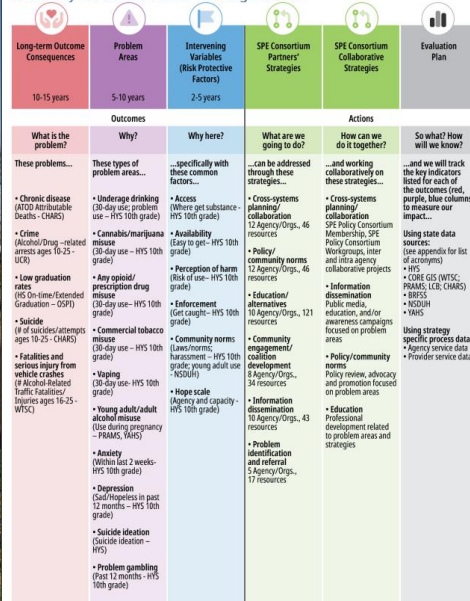 Long-term Outcome
Consequences
10-15 years
Problem
Areas
5-10 years
Intervening
Variables
(Risk Protective
Factors)
2-5 years
SPE Consortium
Partners'
Strategies
SPE Consortium
Collaborative
Strategies
Evaluation
Plan
Outcomes
Actions
What is the
problem?
These problems...
• Chronic disease
(ATOD Attributable
Deaths - CHARS)
• Crime
(Alcohol/Drug –related
arrests ages 10-25 -
UCR)
• Low graduation
rates
(HS On-time/Extended
Graduation – OSPI)
• Suicide
(# of suicides/attempts
ages 10-25 - CHARS)
• Fatalities and
serious injury from
vehicle crashes
(# Alcohol-Related
Traffic Fatalities/
Injuries ages 16-25 -
WTSC)
Why?
These types of
problem areas...
• Underage drinking
(30-day use; problem
use – HYS 10th grade)
• Cannabis/marijuana
misuse
(30-day use – HYS 10th
grade)
• Any opioid/
prescription drug
misuse
(30-day use– HYS 10th
grade)
• Commercial tobacco
misuse
(30-day use – HYS 10th
grade)
• Vaping
(30-day use- HYS 10th
grade)
• Young adult/adult
alcohol misuse
(Use during pregnancy
– PRAMS, YAHS)
• Anxiety
(Within last 2 weeks-
HYS 10th grade)
• Depression
(Sad/Hopeless in past
12 months – HYS 10th
grade)
• Suicide ideation
(Suicide ideation –
HYS)
• Problem gambling
(Past 12 months - HYS
10th grade)
Why here?
...specifically with
these common
factors...
• Access
(Where get substance -
HYS 10th grade)
• Availability
(Easy to get– HYS 10th
grade)
• Perception of harm
(Risk of use– HYS 10th
grade)
• Enforcement
(Get caught– HYS 10th
grade)
• Community norms
(Laws/norms;
harassment – HYS 10th
grade; young adult use
- NSDUH)
• Hope scale
(Agency and capacity -
HYS 10th grade)
What are we
going to do?
...can be addressed
through these
strategies...
• Cross-systems
planning/
collaboration
12 Agency/Orgs., 46
resources
• Policy/
community norms
12 Agency/Orgs., 46
resources
• Education/
alternatives
10 Agency/Orgs., 121
resources
• Community
engagement/
coalition
development
8 Agency/Orgs.,
34 resources
• Information
dissemination
10 Agency/Orgs., 43
resources
• Problem
identification
and referral
5 Agency/Orgs.,
17 resources
How can we
do it together?
...and working
collaboratively on
these strategies...
• Cross-systems
planning/
collaboration
SPE Policy Consortium
Membership, SPE
Policy Consortium
Workgroups, inter
and intra agency
collaborative projects
• Information
dissemination
Public media,
education, and/or
awareness campaigns
focused on problem
areas
• Policy/community
norms
Policy review, advocacy
and promotion focused
on problem areas
• Education
Professional
development related
to problem areas and
strategies
So what? How
will we know?
...and we will track
the key indicators
listed for each of
the outcomes (red,
purple, blue columns)
to measure our
impact...
Using state data
sources:
(see appendix for list
of acronyms)
• HYS
• CORE GIS (WTSC;
PRAMS; LCB; CHARS)
• BRFSS
• NSDUH
• YAHS
Using strategy
specific process data:
• Agency service data
• Provider service data